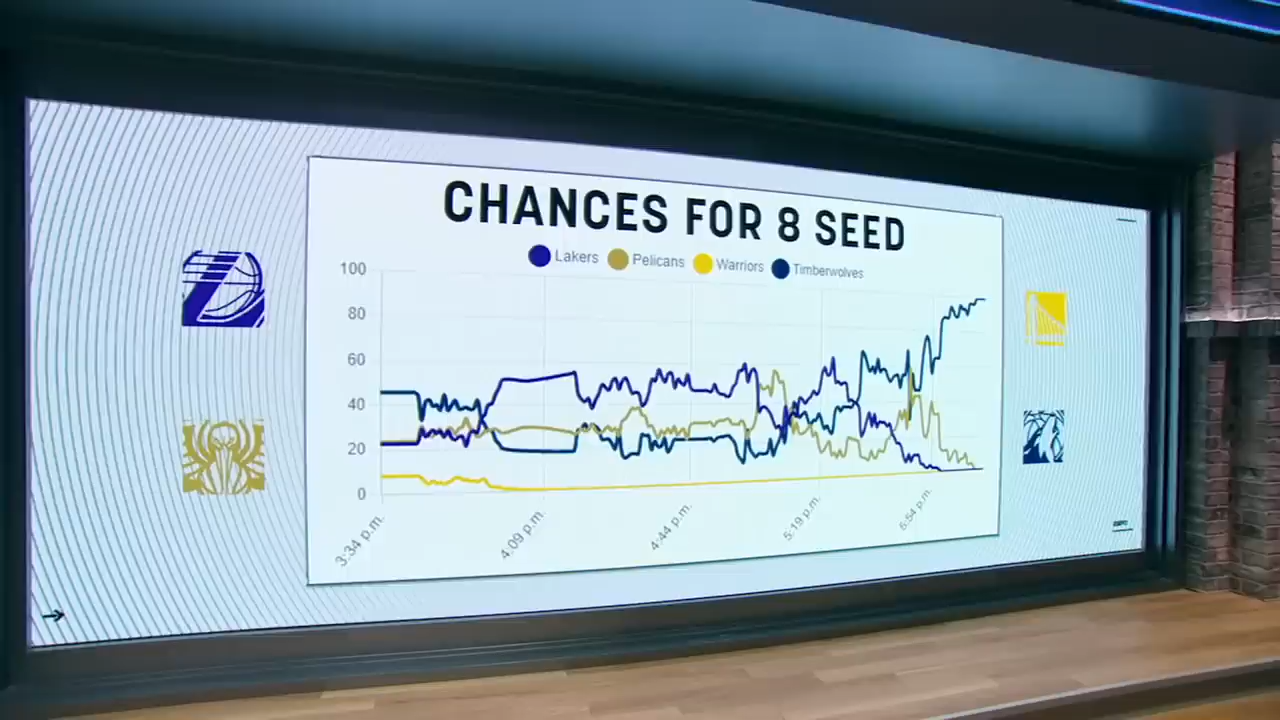 CHANCES FOR 8 SEED
Lakers Pelicans Warriors Timberwolves
100
80
60
40
20
0
3:34 p.m. 4:09 p.m. 4:44 p.m. 5:19 p.m. 5:54 p.m.
ESPN